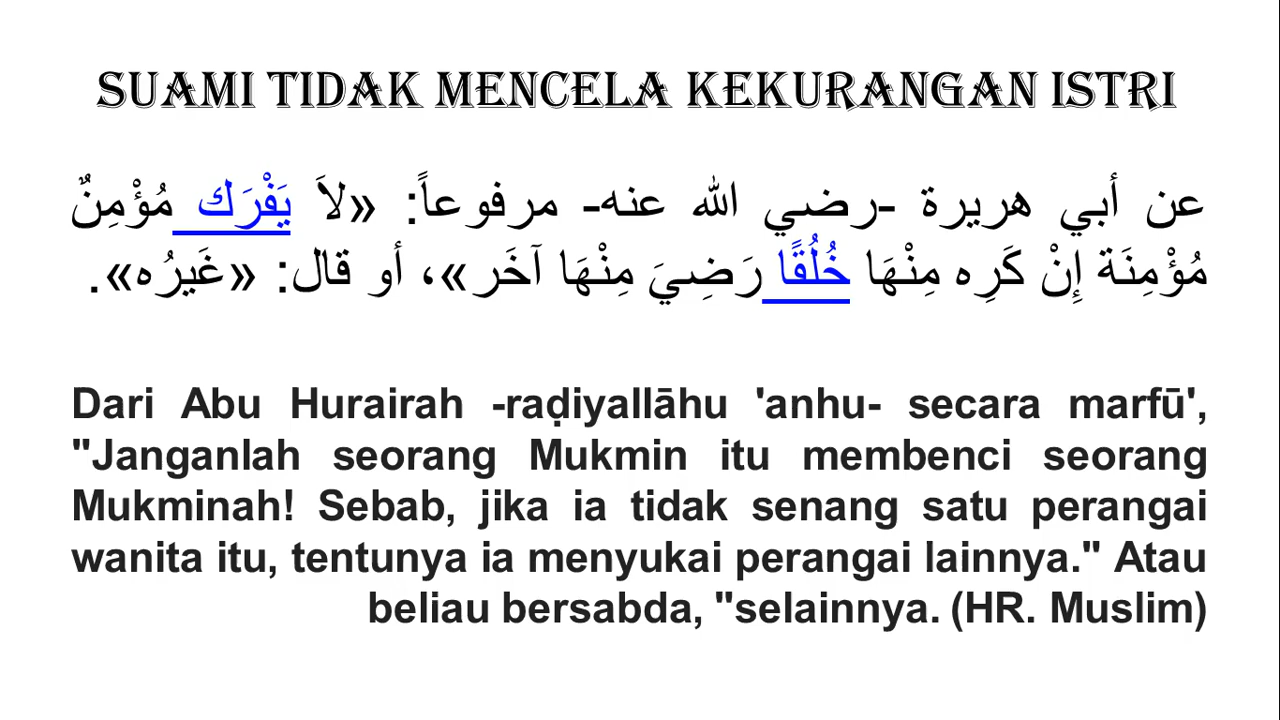 SUAMI TIDAK MENCELA KEKURANGAN ISTRI
عن أبي هريرة -رضي الله عنه- مرفوعاً: «لاَ يَفْرَك مُؤْمِنٌ
مُؤْمِنَة إِنْ كَرِه مِنْهَا خُلُقًا رَضِيَ مِنْهَا آخَر»، أو قال: «غَيرُه».
Dari Abu Hurairah -raḍiyallāhu 'anhu- secara marfū',
"Janganlah seorang Mukmin itu membenci seorang
Mukminah! Sebab, jika ia tidak senang satu perangai
wanita itu, tentunya ia menyukai perangai lainnya." Atau
beliau bersabda, "selainnya. (HR. Muslim)